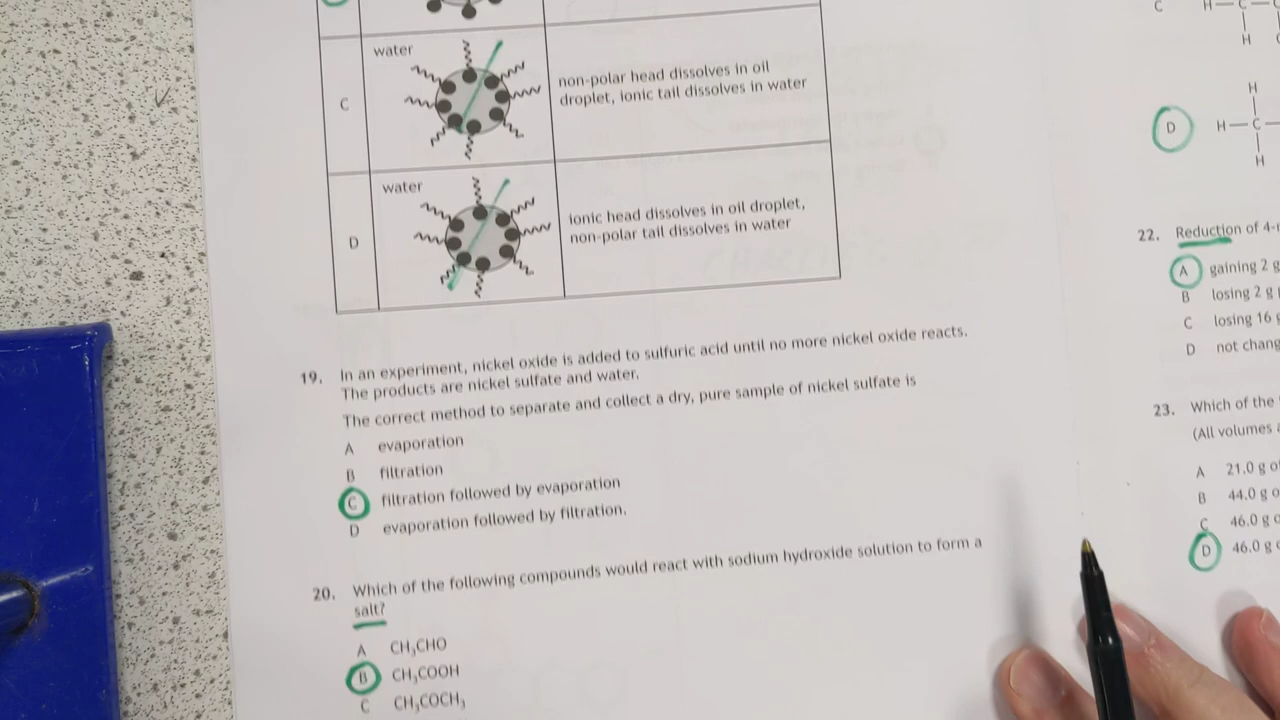 water
C
non-polar head dissolves in oil
droplet, ionic tail dissolves in water
water
D
ionic head dissolves in oil droplet,
non-polar tail dissolves in water
19. In an experiment, nickel oxide is added to sulfuric acid until no more nickel oxide reacts.
The products are nickel sulfate and water.
The correct method to separate and collect a dry, pure sample of nickel sulfate is
A evaporation
B filtration
C filtration followed by evaporation
D evaporation followed by filtration.
20. Which of the following compounds would react with sodium hydroxide solution to form a
salt?
A CH₃CHO
B CH₃COOH
C CH₃COCH₃
C H—C—
H
H
D H—C—
H
22. Reduction of
A gaining 2 g
B losing 2 g
C losing 16
D not
23. Which of the
(All volumes
A 21.0 g
B 44.0 g
C 46.0 g
D 46.0 g